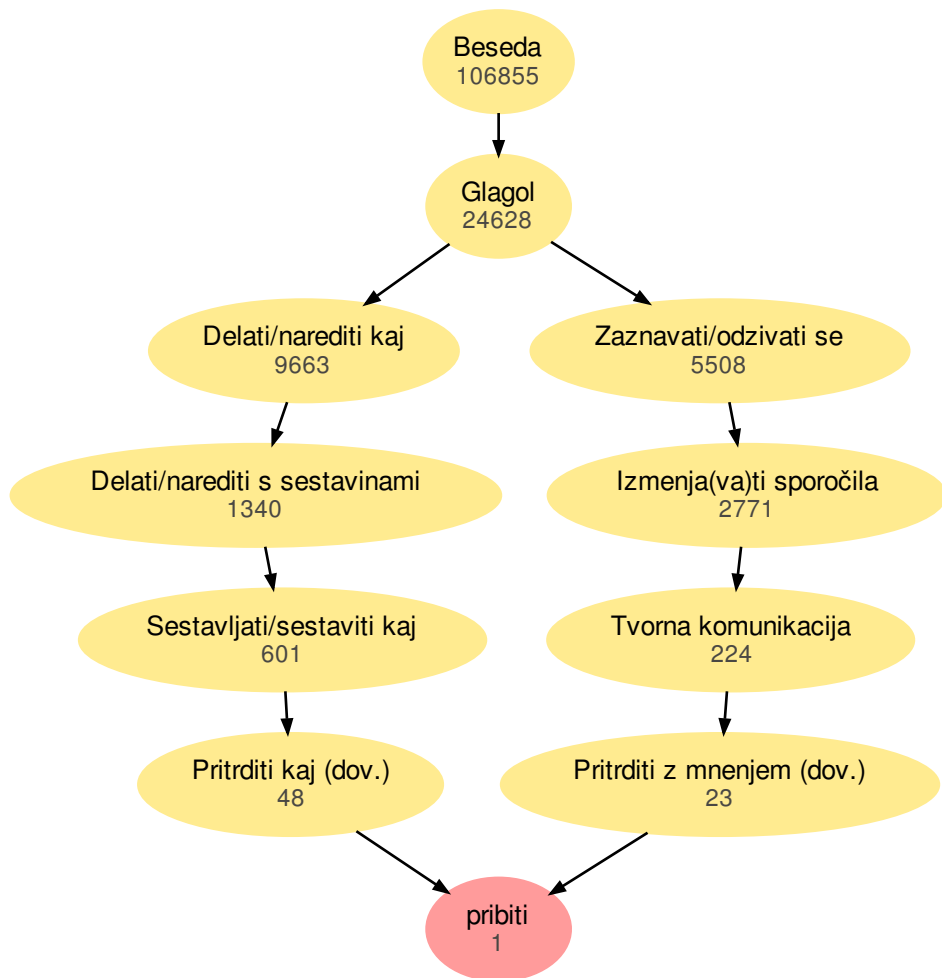 Beseda
106855
Glagol
24628
Delati/narediti kaj
9663
Zaznavati/odzivati se
5508
Delati/narediti s sestavinami
1340
Izmenja(va)ti sporočila
2771
Sestavljati/sestaviti kaj
601
Tvorna komunikacija
224
Pritrditi kaj (dov.)
48
Pritrditi z mnenjem (dov.)
23
pribiti
1